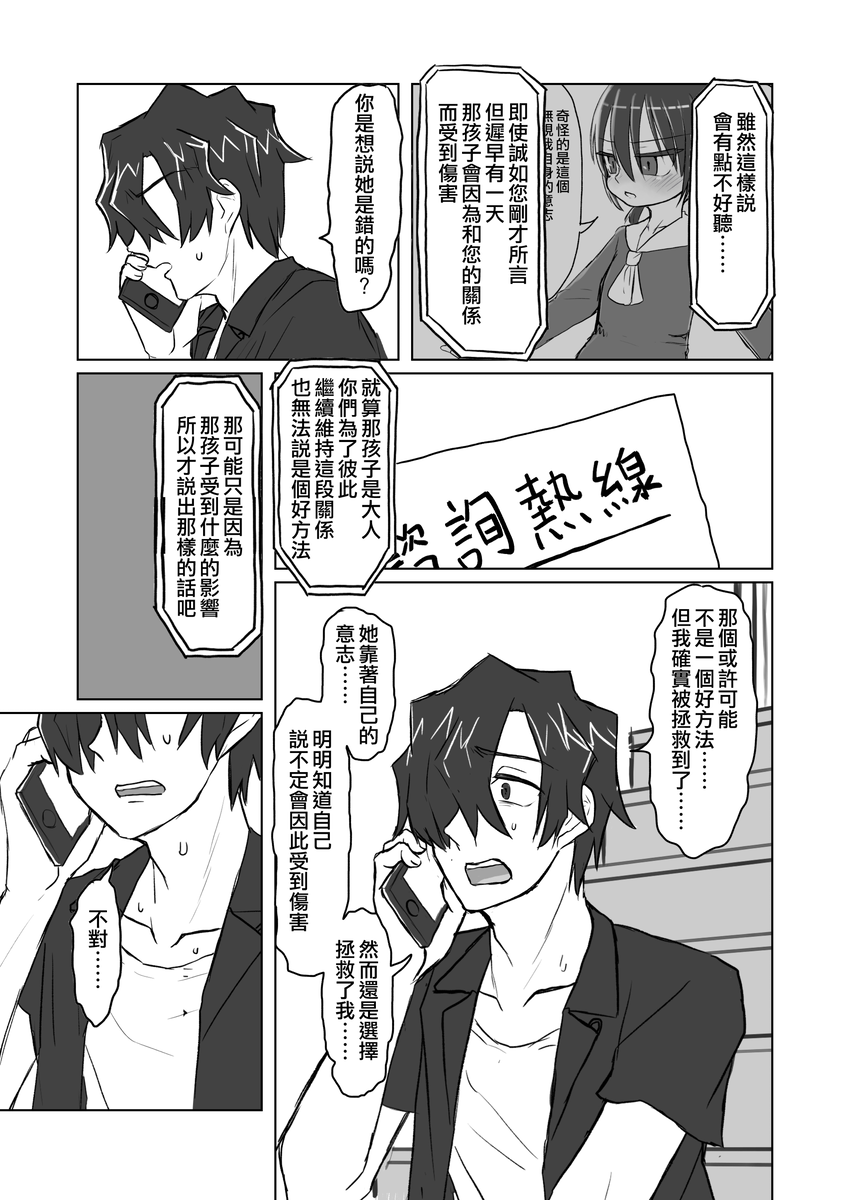 雖然這樣說
會有點不好聽……
奇怪的是這個
無視我自身的意志
即使誠如您剛才所言
但遲早有一天
那孩子會因為和您的關係
而受到傷害
你是想說她是錯的嗎？
諮詢熱線
就算那孩子是大人
你們為了彼此
繼續維持這段關係
也無法說是個好方法
那可能只是因為
那孩子受到什麼的影響
所以才說出那樣的話吧
那個或許可能
不是一個好方法……
但我確實被拯救到了……
她靠著自己的
意志……
明明知道自己
說不定會因此受到傷害
然而還是選擇
拯救了我……
不對……